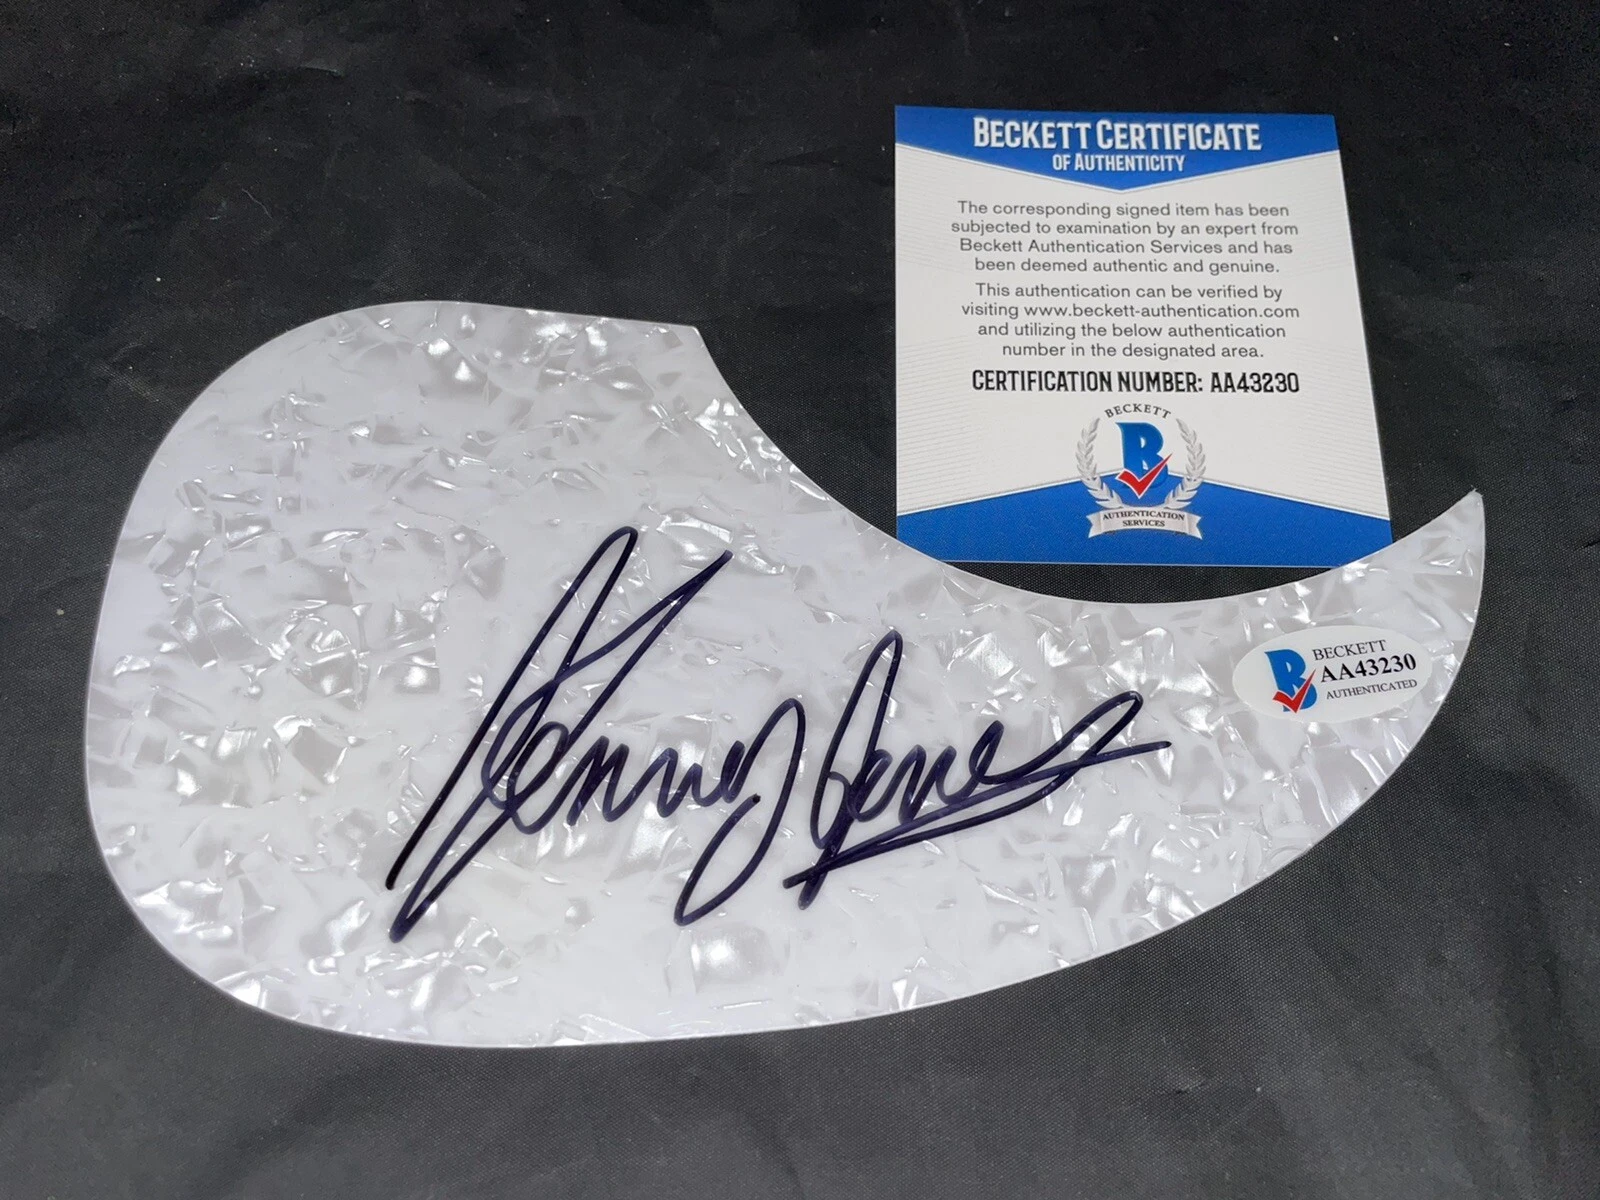 BECKETT CERTIFICATE
OF AUTHENTICITY
The corresponding signed item has been
subjected to examination by an expert from
Beckett Authentication Services and has
been deemed authentic and genuine.
This authentication can be verified by
visiting www.beckett-authentication.com
and utilizing the below authentication
number in the designated area.
CERTIFICATION NUMBER: AA43230
BECKETT
B
AUTHENTICATION
SERVICES
Kenney Jones
B
BECKETT
AA43230
AUTHENTICATED